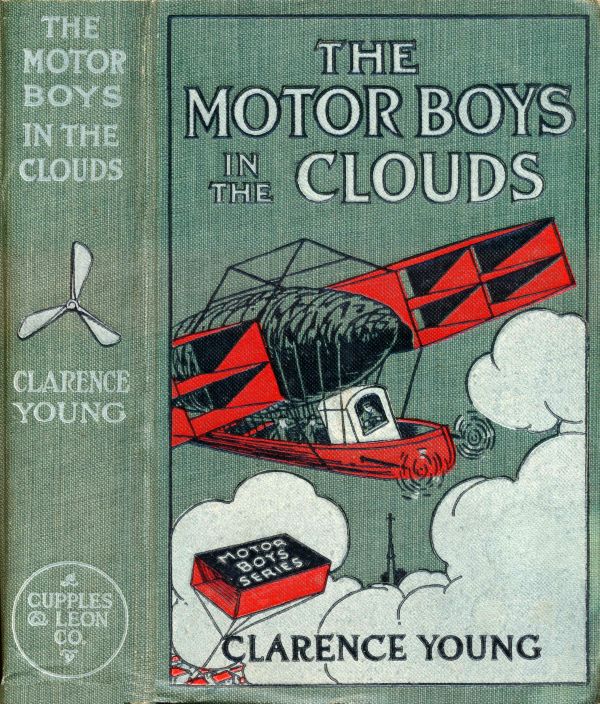 THE
MOTOR
BOYS
IN THE
CLOUDS
CLARENCE
YOUNG
CUPPLES
& LEON
CO.
THE
MOTOR BOYS
IN THE CLOUDS
MOTOR
BOYS
SERIES
CLARENCE YOUNG